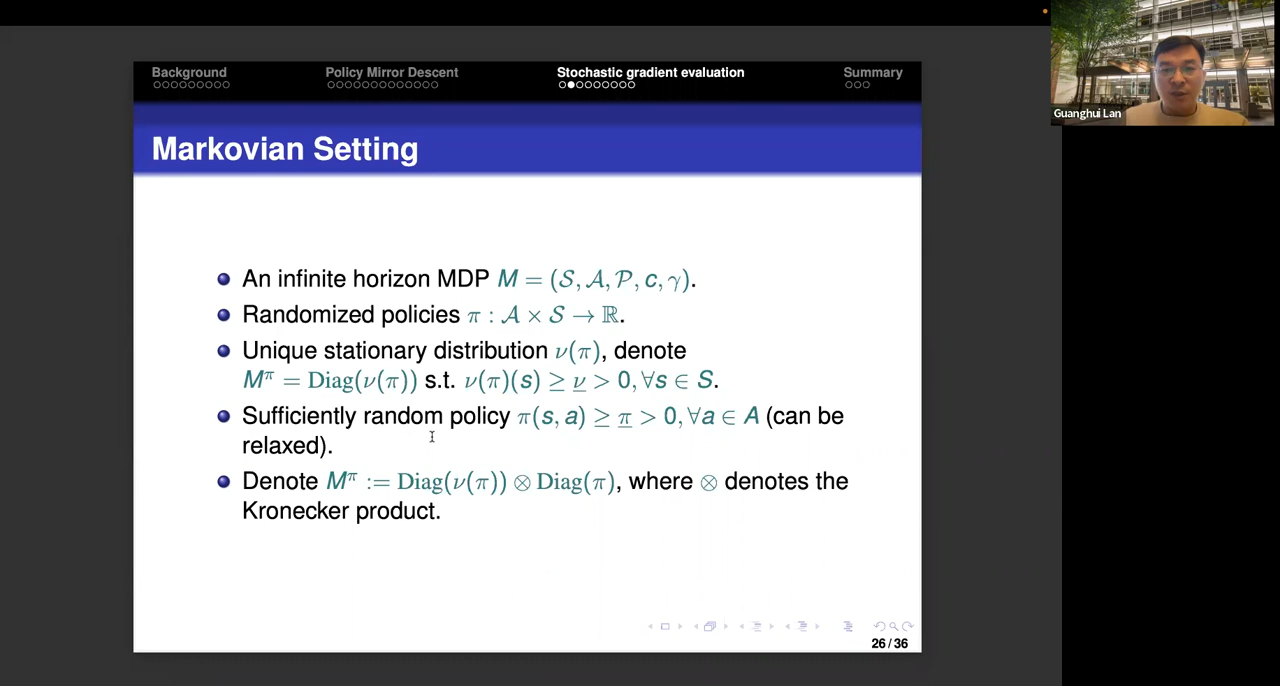 Background Policy Mirror Descent Stochastic gradient evaluation Summary
Guanghui Lan
Markovian Setting
An infinite horizon MDP M = (𝒮, 𝒜, 𝒫, c, γ).
Randomized policies π : 𝒜 × 𝒮 → ℝ.
Unique stationary distribution ν(π), denote
M^π = Diag(ν(π)) s.t. ν(π)(s) ≥ ν̲ > 0, ∀s ∈ S.
Sufficiently random policy π(s, a) ≥ π̲ > 0, ∀a ∈ A (can be
relaxed).
Denote M^π := Diag(ν(π)) ⊗ Diag(π), where ⊗ denotes the
Kronecker product.
26 / 36